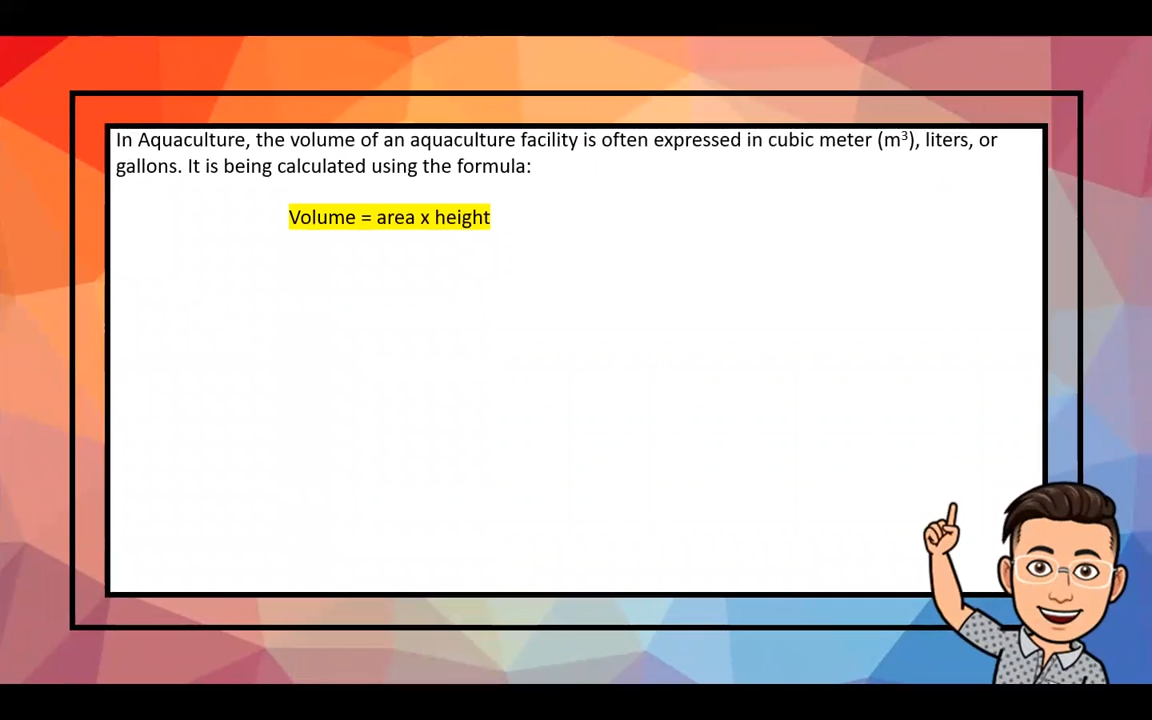 In Aquaculture, the volume of an aquaculture facility is often expressed in cubic meter (m³), liters, or
gallons. It is being calculated using the formula:
Volume = area x height